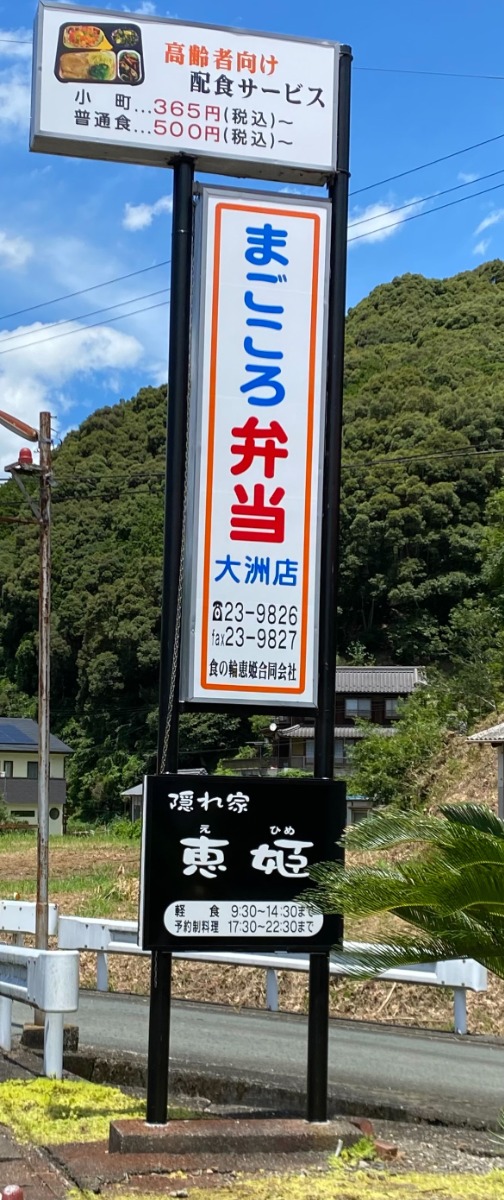 高齢者向け
配食サービス
小 町...365円(税込)~
普通食...500円(税込)~
まごころ弁当
大洲店
☎23-9826
fax23-9827
食の輪恵姫合同会社
隠れ家
え ひめ
恵 姫
軽 食 9:30~14:30まで
予約制料理 17:30~22:30まで